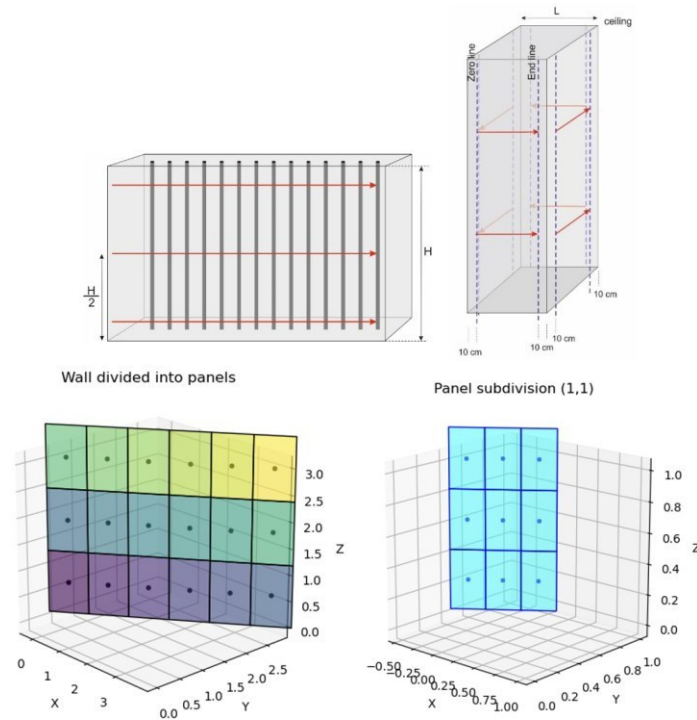 L
ceiling
Zero line
End line
H
H
2
10 cm
10 cm
10 cm
10 cm
Wall divided into panels
Panel subdivision (1,1)
3.0
2.5
2.0
1.5
1.0
0.5
0.0
Z
0
1
2
3
X
0.0
0.5
1.0
1.5
2.0
2.5
Y
1.0
0.8
0.6
0.4
0.2
0.0
Z
−0.50
−0.25
0.00
0.25
0.50
0.75
1.00
X
0.0
0.2
0.4
0.6
0.8
1.0
Y